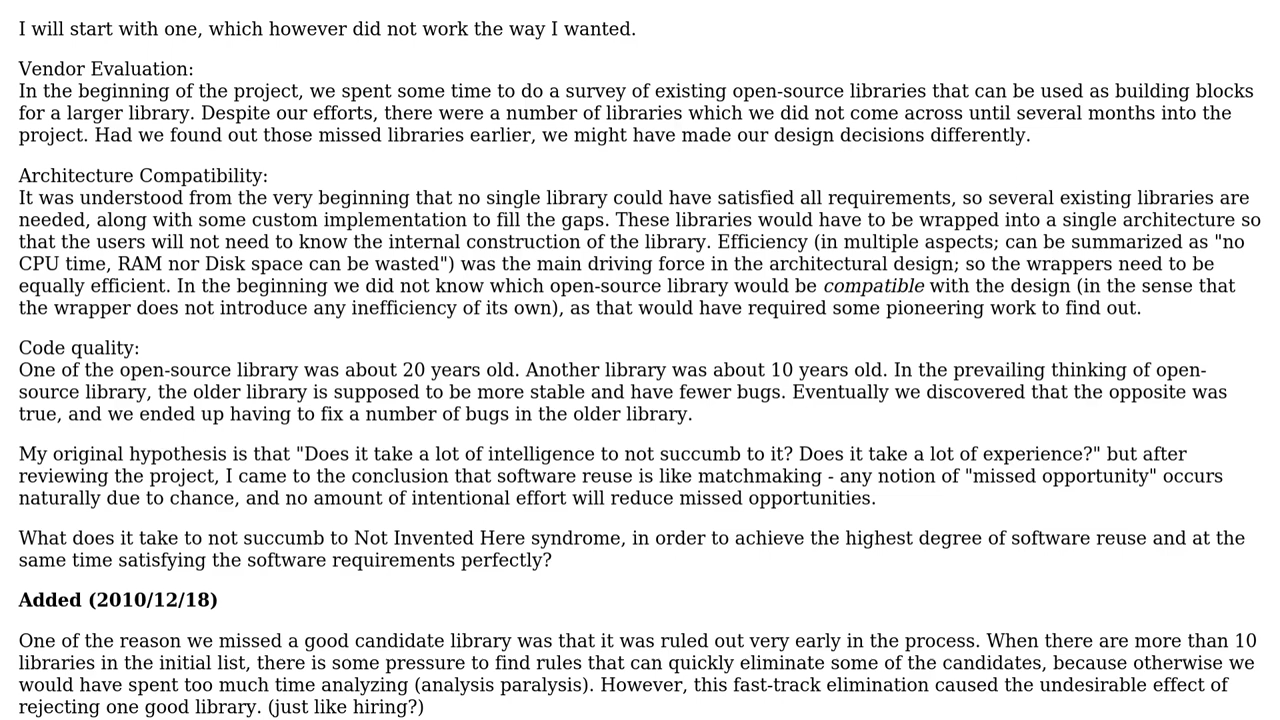 I will start with one, which however did not work the way I wanted.
Vendor Evaluation:
In the beginning of the project, we spent some time to do a survey of existing open-source libraries that can be used as building blocks
for a larger library. Despite our efforts, there were a number of libraries which we did not come across until several months into the
project. Had we found out those missed libraries earlier, we might have made our design decisions differently.
Architecture Compatibility:
It was understood from the very beginning that no single library could have satisfied all requirements, so several existing libraries are
needed, along with some custom implementation to fill the gaps. These libraries would have to be wrapped into a single architecture so
that the users will not need to know the internal construction of the library. Efficiency (in multiple aspects; can be summarized as "no
CPU time, RAM nor Disk space can be wasted") was the main driving force in the architectural design; so the wrappers need to be
equally efficient. In the beginning we did not know which open-source library would be compatible with the design (in the sense that
the wrapper does not introduce any inefficiency of its own), as that would have required some pioneering work to find out.
Code quality:
One of the open-source library was about 20 years old. Another library was about 10 years old. In the prevailing thinking of open-
source library, the older library is supposed to be more stable and have fewer bugs. Eventually we discovered that the opposite was
true, and we ended up having to fix a number of bugs in the older library.
My original hypothesis is that "Does it take a lot of intelligence to not succumb to it? Does it take a lot of experience?" but after
reviewing the project, I came to the conclusion that software reuse is like matchmaking - any notion of "missed opportunity" occurs
naturally due to chance, and no amount of intentional effort will reduce missed opportunities.
What does it take to not succumb to Not Invented Here syndrome, in order to achieve the highest degree of software reuse and at the
same time satisfying the software requirements perfectly?
Added (2010/12/18)
One of the reason we missed a good candidate library was that it was ruled out very early in the process. When there are more than 10
libraries in the initial list, there is some pressure to find rules that can quickly eliminate some of the candidates, because otherwise we
would have spent too much time analyzing (analysis paralysis). However, this fast-track elimination caused the undesirable effect of
rejecting one good library. (just like hiring?)